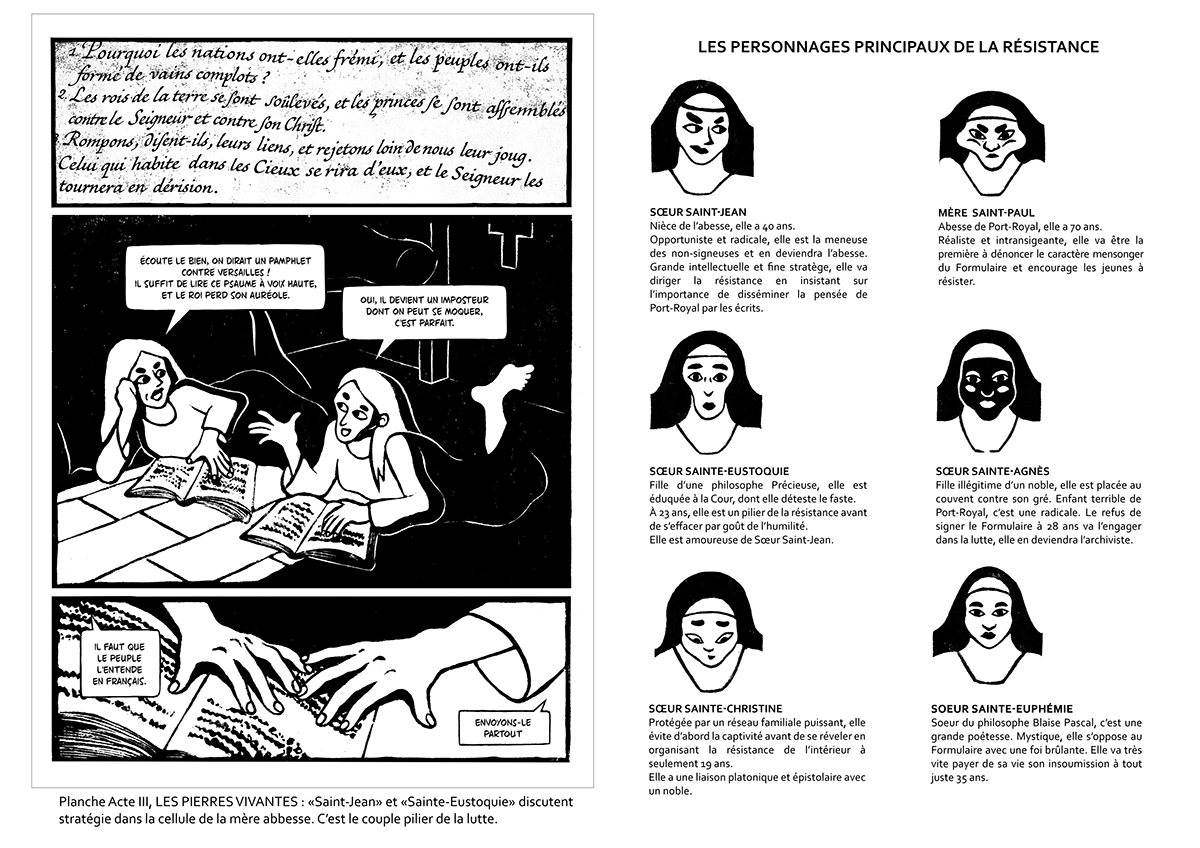 1. Pourquoi les nations ont-elles frémi, et les peuples ont-ils
formé de vains complots ?
2. Les rois de la terre se sont soûlevés, et les princes se sont assemblés
contre le Seigneur et contre son Christ.
3 Rompons, disent-ils, leurs liens, et rejetons loin de nous leur joug.
Celui qui habite dans les Cieux se rira d'eux, et le Seigneur les
tournera en dérision.
ÉCOUTE LE BIEN, ON DIRAIT UN PAMPHLET
CONTRE VERSAILLES !
IL SUFFIT DE LIRE CE PSAUME À VOIX HAUTE,
ET LE ROI PERD SON AURÉOLE.
OUI, IL DEVIENT UN IMPOSTEUR
DONT ON PEUT SE MOQUER,
C'EST PARFAIT.
IL FAUT QUE
LE PEUPLE
L'ENTENDE
EN FRANÇAIS.
ENVOYONS-LE
PARTOUT
Planche Acte III, LES PIERRES VIVANTES : «Saint-Jean» et «Sainte-Eustoquie» discutent
stratégie dans la cellule de la mère abbesse. C'est le couple pilier de la lutte.
LES PERSONNAGES PRINCIPAUX DE LA RÉSISTANCE
SŒUR SAINT-JEAN
Nièce de l'abesse, elle a 40 ans.
Opportuniste et radicale, elle est la meneuse
des non-signeuses et en deviendra l'abesse.
Grande intellectuelle et fine stratège, elle va
diriger la résistance en insistant sur
l'importance de disséminer la pensée de
Port-Royal par les écrits.
MÈRE SAINT-PAUL
Abesse de Port-Royal, elle a 70 ans.
Réaliste et intransigeante, elle va être la
première à dénoncer le caractère mensonger
du Formulaire et encourage les jeunes à
résister.
SŒUR SAINTE-EUSTOQUIE
Fille d'une philosophe Précieuse, elle est
éduquée à la Cour, dont elle déteste le faste.
À 23 ans, elle est un pilier de la résistance avant
de s'effacer par goût de l'humilité.
Elle est amoureuse de Sœur Saint-Jean.
SŒUR SAINTE-AGNÈS
Fille illégitime d'un noble, elle est placée au
couvent contre son gré. Enfant terrible de
Port-Royal, c'est une radicale. Le refus de
signer le Formulaire à 28 ans va l'engager
dans la lutte, elle en deviendra l'archiviste.
SŒUR SAINTE-CHRISTINE
Protégée par un réseau familiale puissant, elle
évite d'abord la captivité avant de se réveler en
organisant la résistance de l'intérieur à
seulement 19 ans.
Elle a une liaison platonique et épistolaire avec
un noble.
SOEUR SAINTE-EUPHÉMIE
Soeur du philosophe Blaise Pascal, c'est une
grande poétesse. Mystique, elle s'oppose au
Formulaire avec une foi brûlante. Elle va très
vite payer de sa vie son insoumission à tout
juste 35 ans.